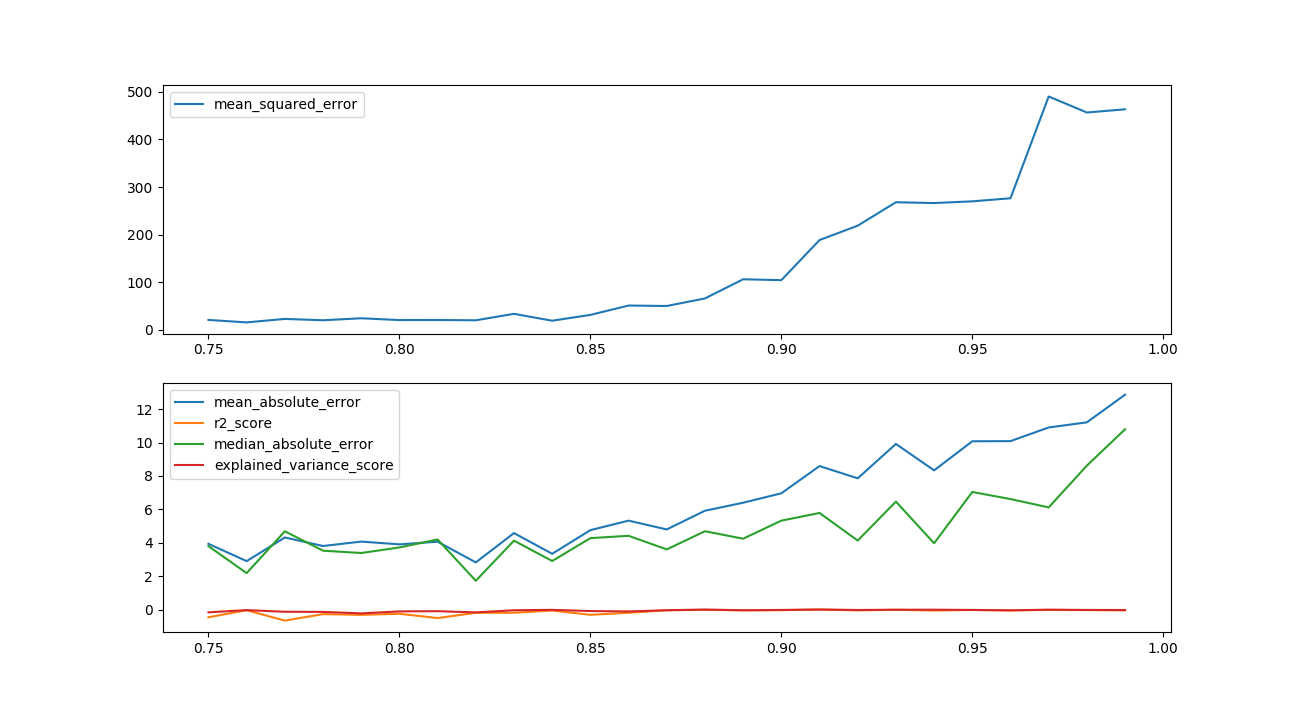 mean_squared_error
500
400
300
200
100
0
0.75 0.80 0.85 0.90 0.95 1.00
mean_absolute_error
r2_score
median_absolute_error
explained_variance_score
12
10
8
6
4
2
0
0.75 0.80 0.85 0.90 0.95 1.00